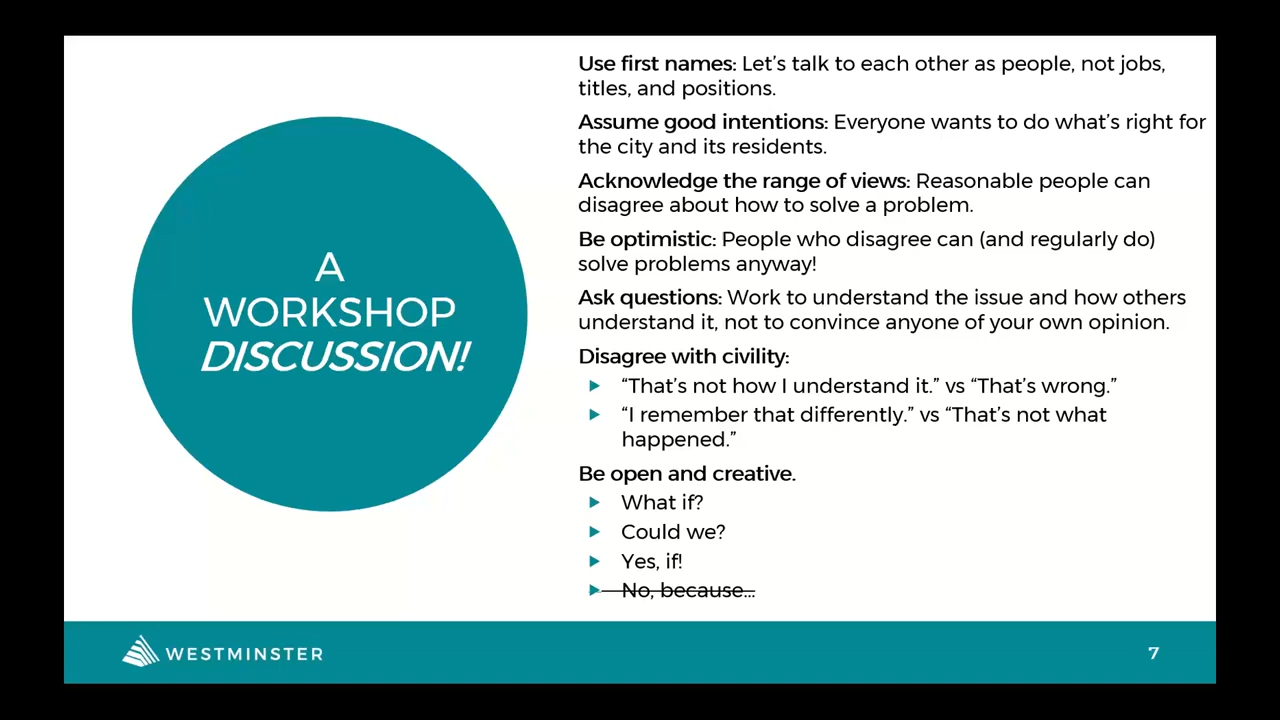 A
WORKSHOP
DISCUSSION!
Use first names: Let’s talk to each other as people, not jobs,
titles, and positions.
Assume good intentions: Everyone wants to do what’s right for
the city and its residents.
Acknowledge the range of views: Reasonable people can
disagree about how to solve a problem.
Be optimistic: People who disagree can (and regularly do)
solve problems anyway!
Ask questions: Work to understand the issue and how others
understand it, not to convince anyone of your own opinion.
Disagree with civility:
“That’s not how I understand it.” vs “That’s wrong.”
“I remember that differently.” vs “That’s not what
happened.”
Be open and creative.
What if?
Could we?
Yes, if!
No, because...
WESTMINSTER
7